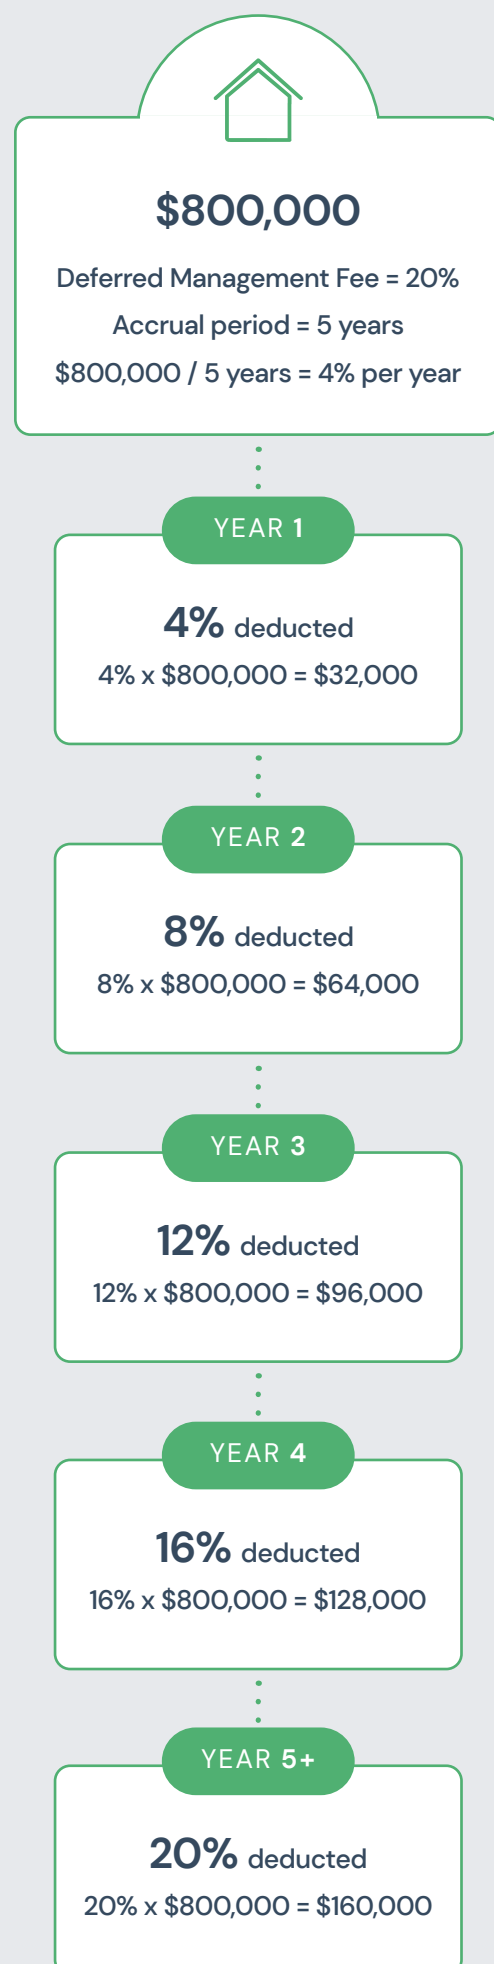 $800,000
Deferred Management Fee = 20%
Accrual period = 5 years
$800,000 / 5 years = 4% per year
YEAR 1
4% deducted
4% x $800,000 = $32,000
YEAR 2
8% deducted
8% x $800,000 = $64,000
YEAR 3
12% deducted
12% x $800,000 = $96,000
YEAR 4
16% deducted
16% x $800,000 = $128,000
YEAR 5+
20% deducted
20% x $800,000 = $160,000